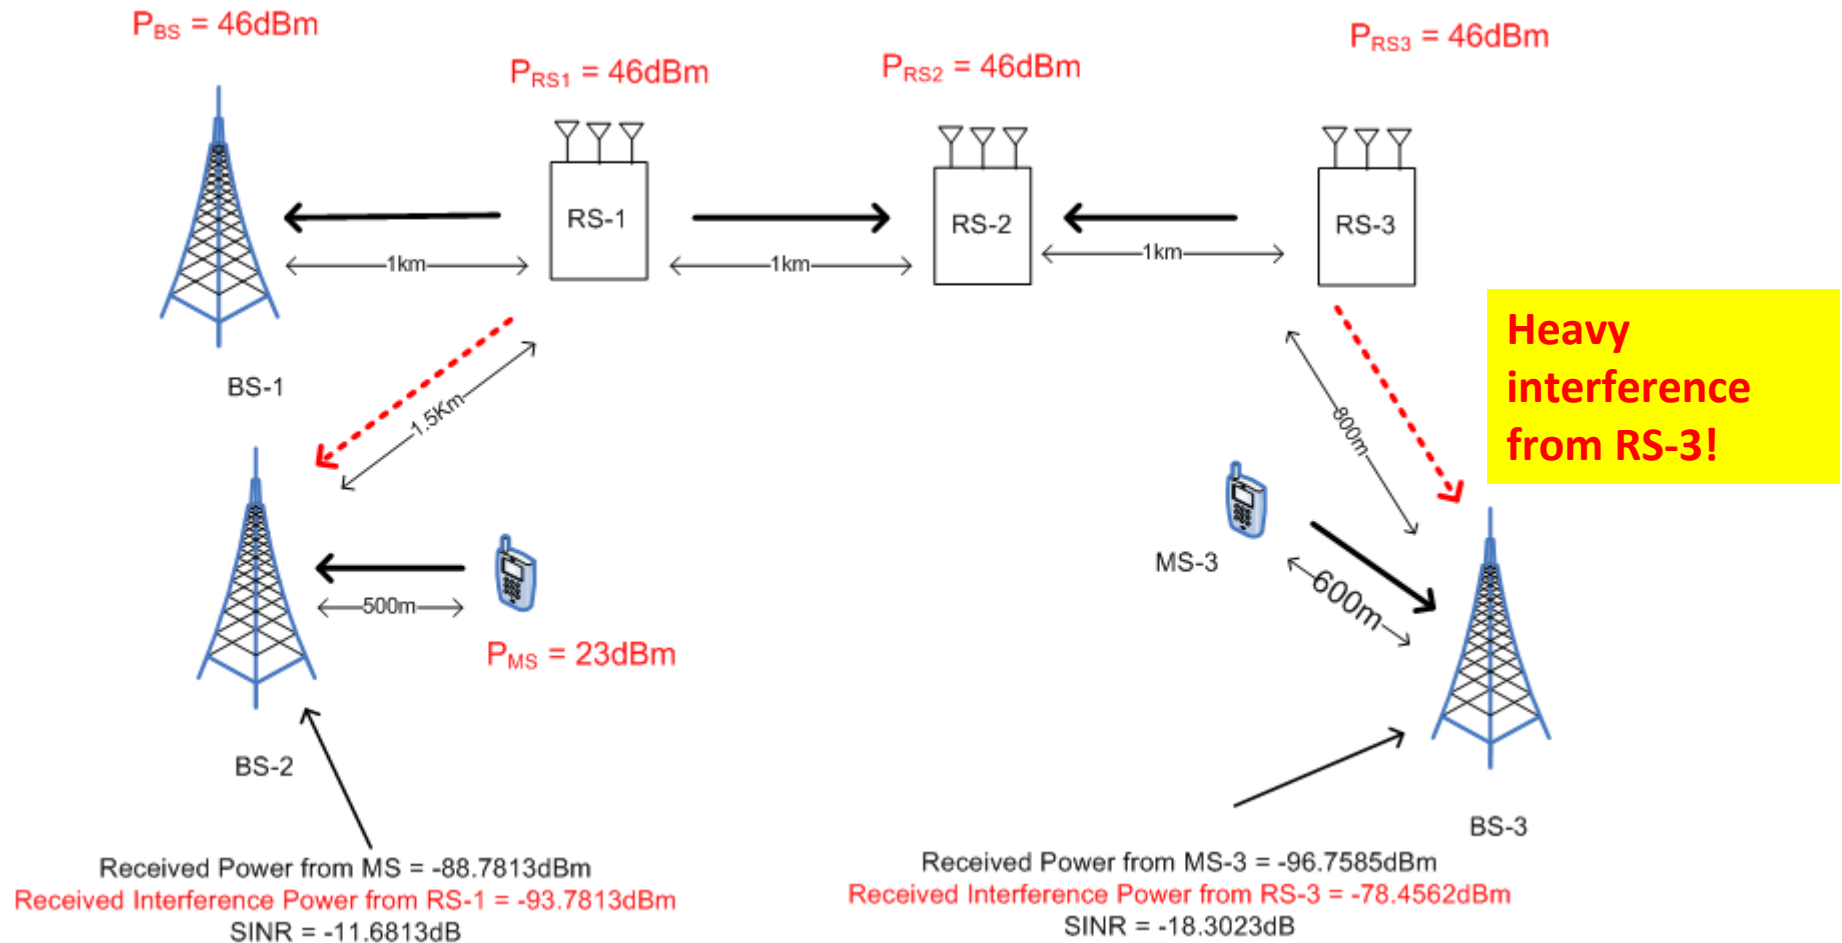 P_BS = 46dBm
P_RS1 = 46dBm
P_RS2 = 46dBm
P_RS3 = 46dBm
RS-1
RS-2
RS-3
1km
1km
1km
BS-1
1.5Km
800m
Heavy
interference
from RS-3!
MS-3
600m
500m
P_MS = 23dBm
BS-2
BS-3
Received Power from MS = -88.7813dBm
Received Interference Power from RS-1 = -93.7813dBm
SINR = -11.6813dB
Received Power from MS-3 = -96.7585dBm
Received Interference Power from RS-3 = -78.4562dBm
SINR = -18.3023dB